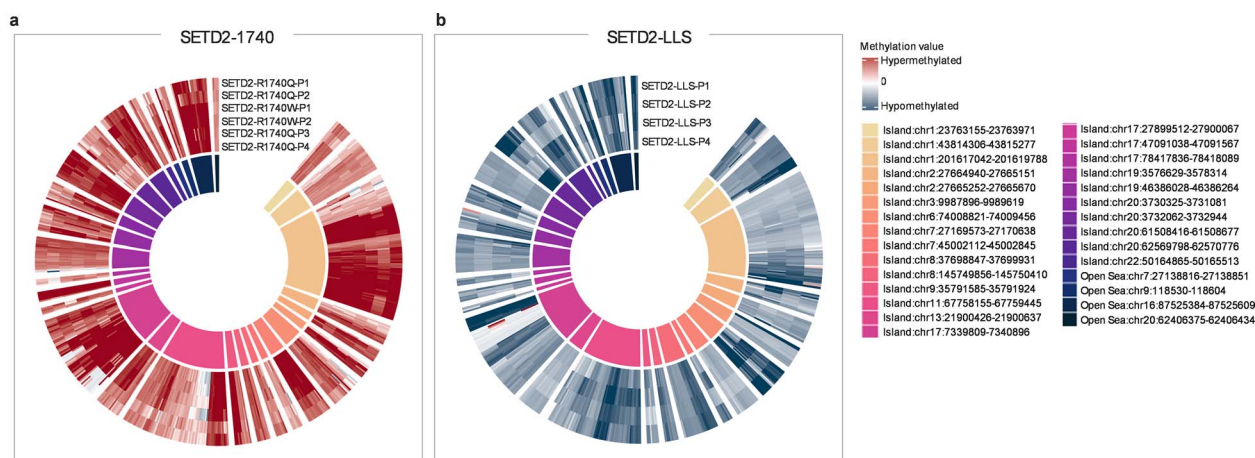 a
SETD2-1740
SETD2-R1740Q-P1
SETD2-R1740Q-P2
SETD2-R1740W-P1
SETD2-R1740W-P2
SETD2-R1740Q-P3
SETD2-R1740Q-P4
b
SETD2-LLS
SETD2-LLS-P1
SETD2-LLS-P2
SETD2-LLS-P3
SETD2-LLS-P4
Methylation value
Hypermethylated
0
Hypomethylated
Island:chr1:23763155-23763971
Island:chr1:43814306-43815277
Island:chr1:201617042-201619788
Island:chr2:27664940-27665151
Island:chr2:27665252-27665670
Island:chr3:9987896-9989619
Island:chr6:74008821-74009456
Island:chr7:27169573-27170638
Island:chr7:45002112-45002845
Island:chr8:37698847-37699931
Island:chr8:145749856-145750410
Island:chr9:35791585-35791924
Island:chr11:67758155-67759445
Island:chr13:21900426-21900637
Island:chr17:7339809-7340896
Island:chr17:27899512-27900067
Island:chr17:47091038-47091567
Island:chr17:78417836-78418089
Island:chr19:3576629-3578314
Island:chr19:46386028-46386264
Island:chr20:3730325-3731081
Island:chr20:3732062-3732944
Island:chr20:61508416-61508677
Island:chr20:62569798-62570776
Island:chr22:50164865-50165513
Open Sea:chr7:27138816-27138851
Open Sea:chr9:118530-118604
Open Sea:chr16:87525384-87525609
Open Sea:chr20:62406375-62406434